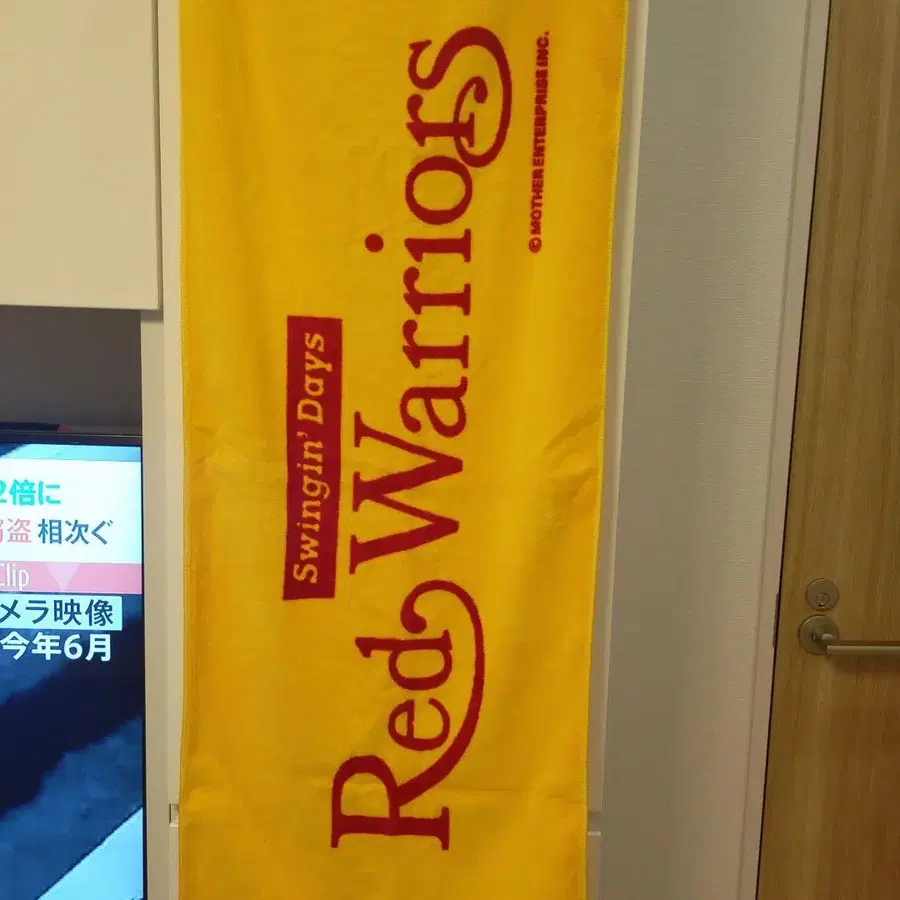 Swingin' Days
Red Warriors
© MOTHER ENTERPRISE INC.
2倍に
盗 相次ぐ
Clip
メラ映像
今年6月